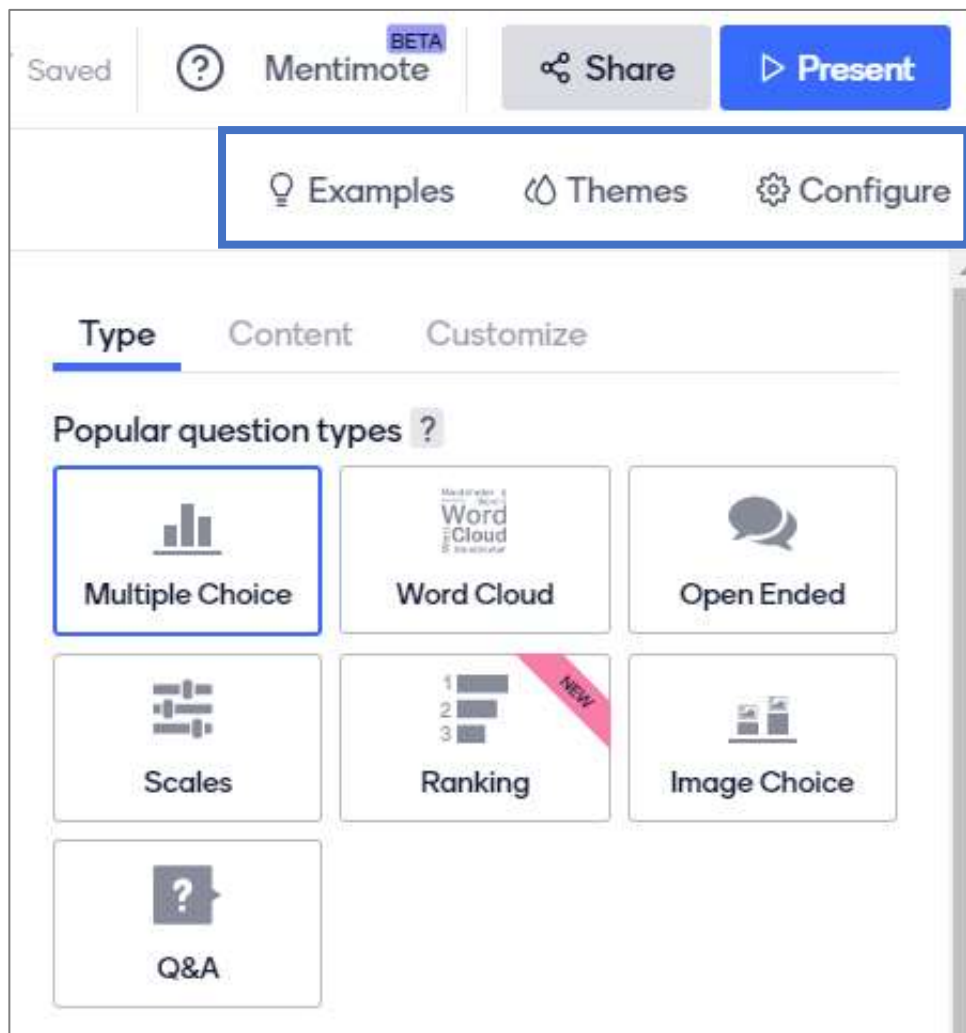 BETA
Saved ? Mentimote Share Present
Examples Themes Configure
Type Content Customize
Popular question types ?
Word
Cloud
Multiple Choice Word Cloud Open Ended
NEW
1
2
3
Scales Ranking Image Choice
?
Q&A